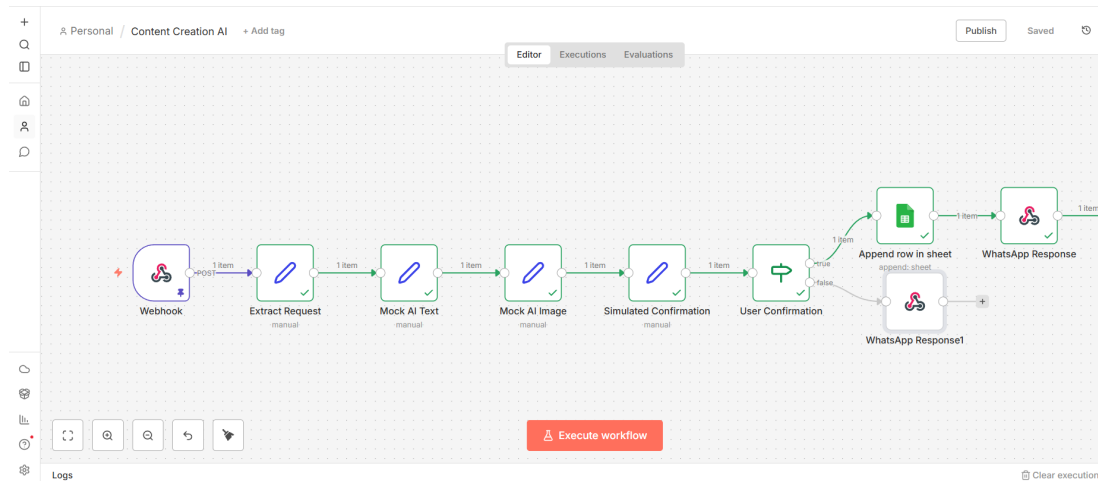 Personal / Content Creation AI + Add tag
Publish
Saved
Editor Executions Evaluations
1 item
1 item
1 item
true
false
Append row in sheet
append: sheet
WhatsApp Response
POST
1 item
1 item
1 item
1 item
1 item
Webhook
Extract Request
manual
Mock AI Text
manual
Mock AI Image
manual
Simulated Confirmation
manual
User Confirmation
WhatsApp Response1
Execute workflow
Logs
Clear execution